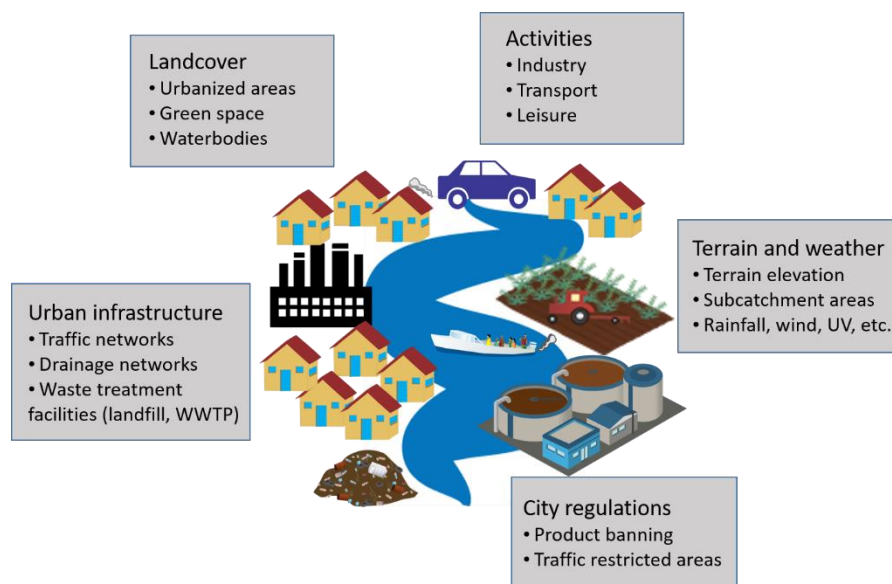 Landcover
• Urbanized areas
• Green space
• Waterbodies
Activities
• Industry
• Transport
• Leisure
Terrain and weather
• Terrain elevation
• Subcatchment areas
• Rainfall, wind, UV, etc.
Urban infrastructure
• Traffic networks
• Drainage networks
• Waste treatment
facilities (landfill, WWTP)
City regulations
• Product banning
• Traffic restricted areas